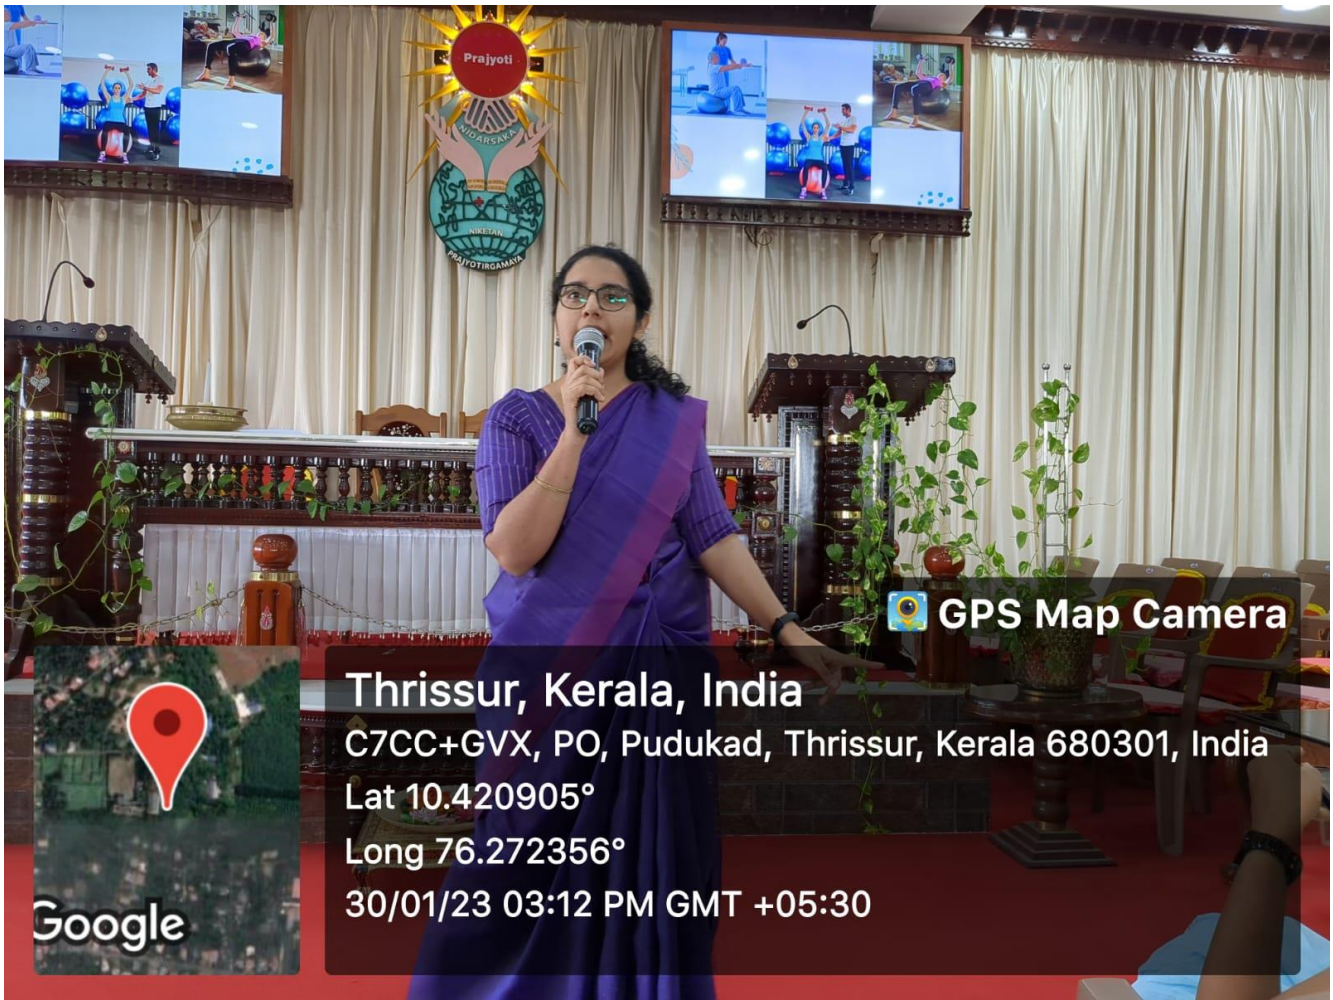 Prajyoti
NIDARSAKA
NIKETAN
PRAJYOTIRGAMAYA
GPS Map Camera
Thrissur, Kerala, India
C7CC+GVX, PO, Pudukad, Thrissur, Kerala 680301, India
Lat 10.420905°
Long 76.272356°
30/01/23 03:12 PM GMT +05:30
Google